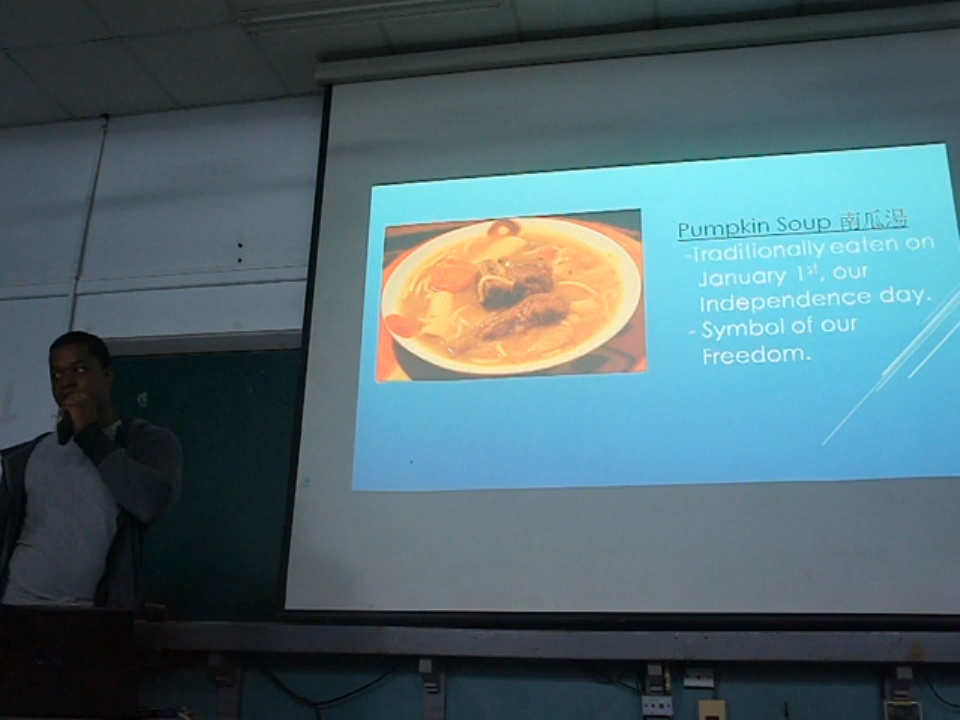 Pumpkin Soup 南瓜湯
-Traditionally eaten on
January 1st, our
Independence day.
- Symbol of our
Freedom.